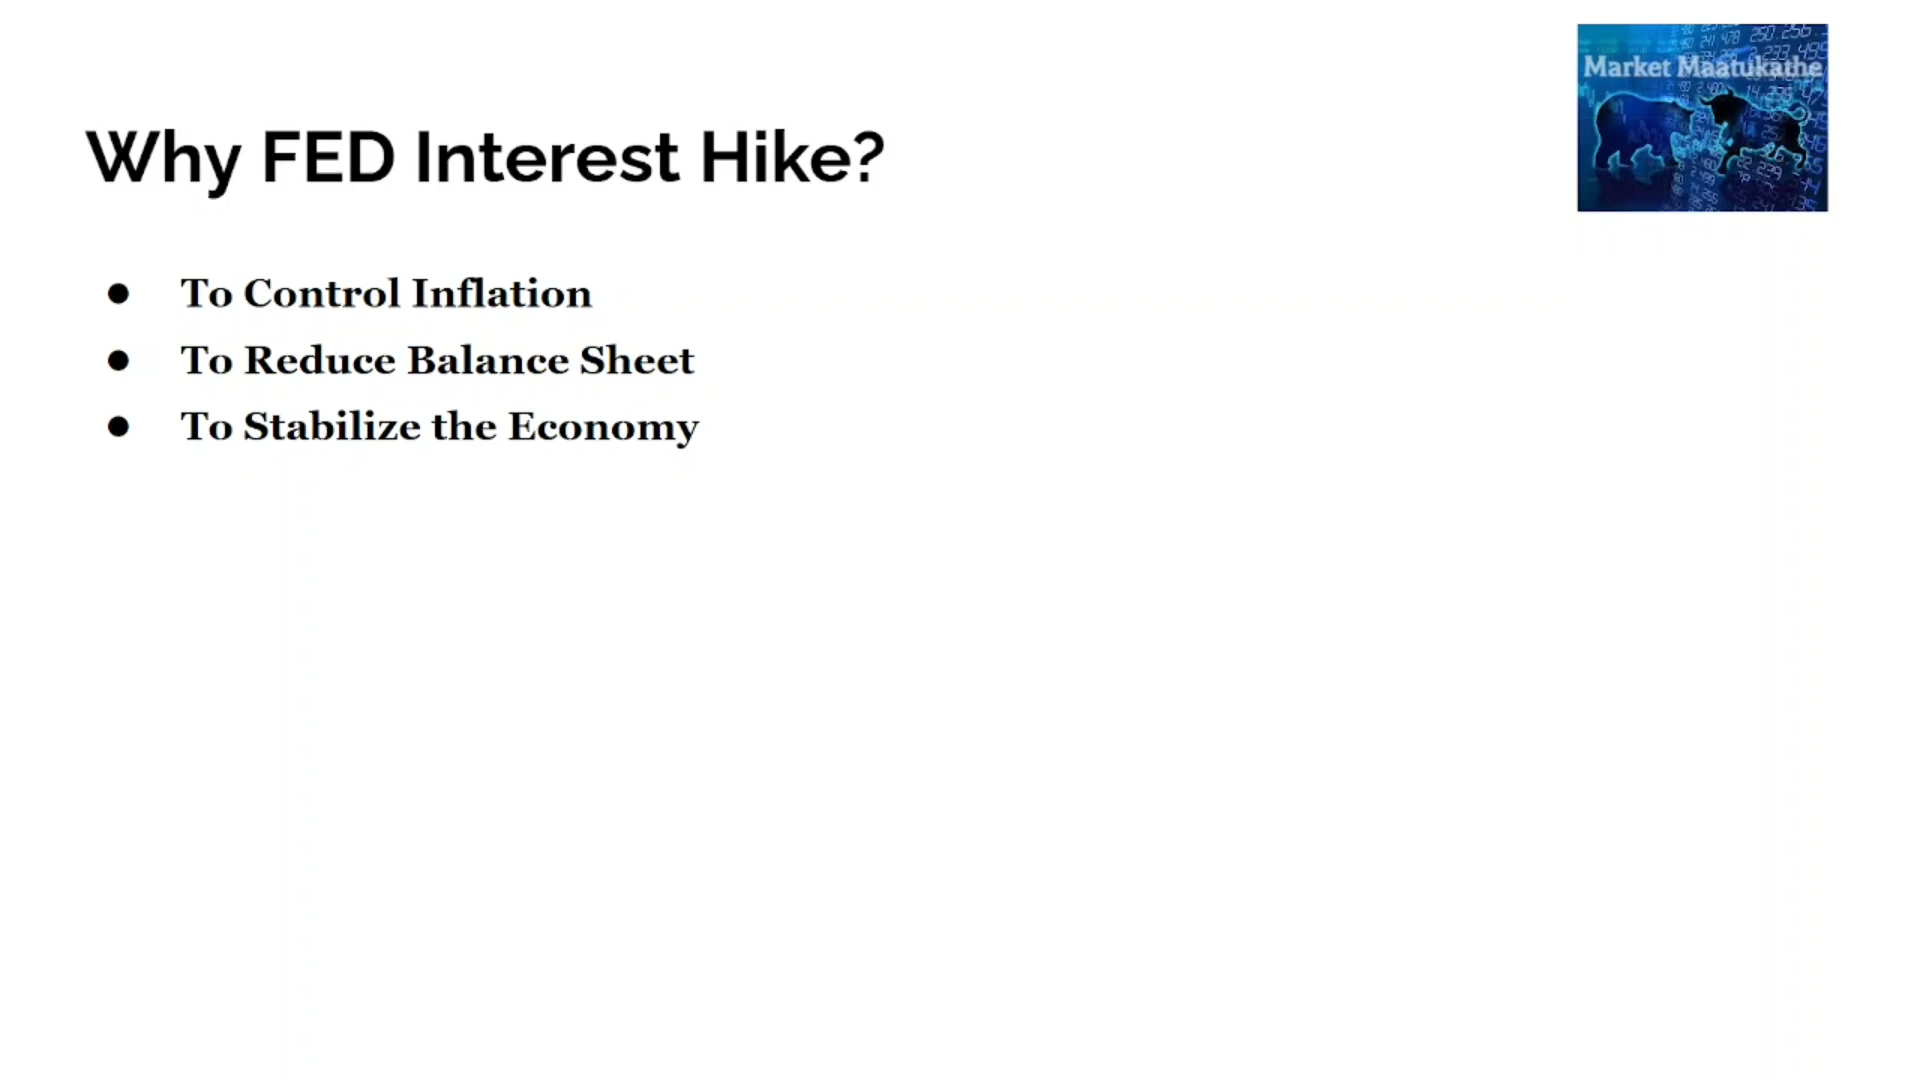 Market Maatukathe
Why FED Interest Hike?
● To Control Inflation
● To Reduce Balance Sheet
● To Stabilize the Economy